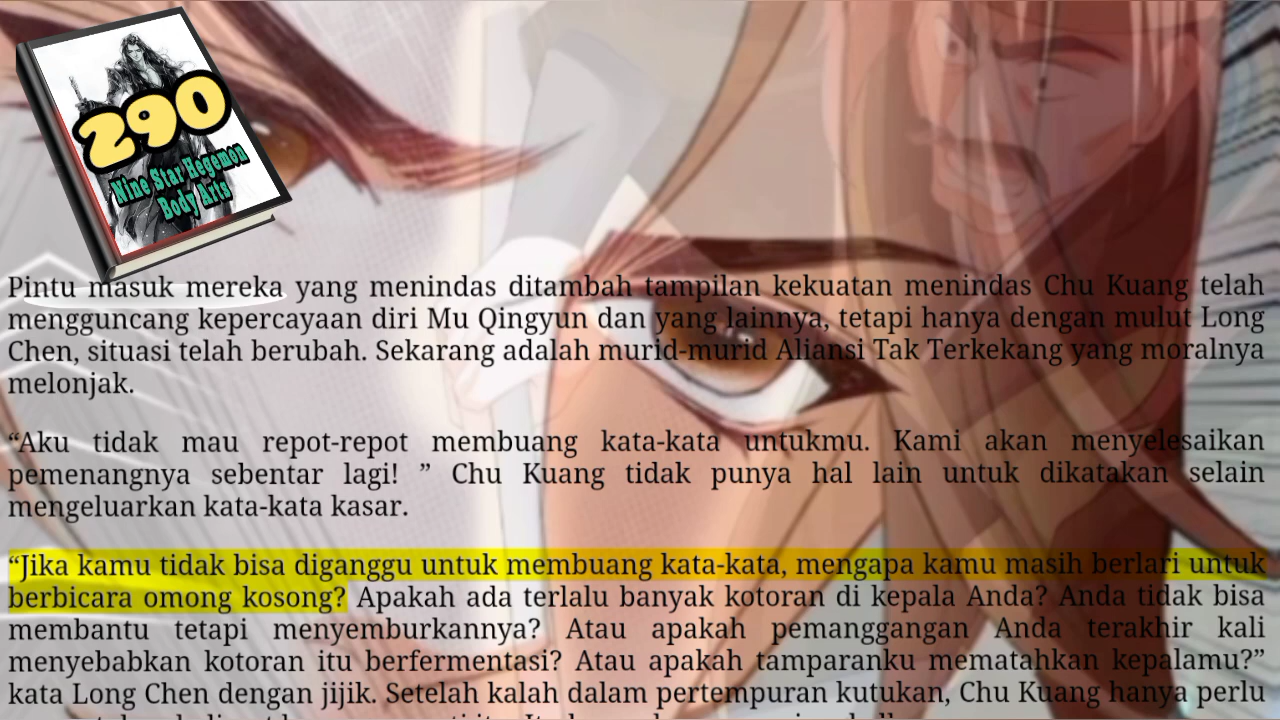 290
Nine Star Hegemon
Body Arts
Pintu masuk mereka yang menindas ditambah tampilan kekuatan menindas Chu Kuang telah
mengguncang kepercayaan diri Mu Qingyun dan yang lainnya, tetapi hanya dengan mulut Long
Chen, situasi telah berubah. Sekarang adalah murid-murid Aliansi Tak Terkekang yang moralnya
melonjak.
“Aku tidak mau repot-repot membuang kata-kata untukmu. Kami akan menyelesaikan
pemenangnya sebentar lagi! ” Chu Kuang tidak punya hal lain untuk dikatakan selain
mengeluarkan kata-kata kasar.
“Jika kamu tidak bisa diganggu untuk membuang kata-kata, mengapa kamu masih berlari untuk
berbicara omong kosong? Apakah ada terlalu banyak kotoran di kepala Anda? Anda tidak bisa
membantu tetapi menyemburkannya? Atau apakah pemanggangan Anda terakhir kali
menyebabkan kotoran itu berfermentasi? Atau apakah tamparanku mematahkan kepalamu?”
kata Long Chen dengan jijik. Setelah kalah dalam pertempuran kutukan, Chu Kuang hanya perlu